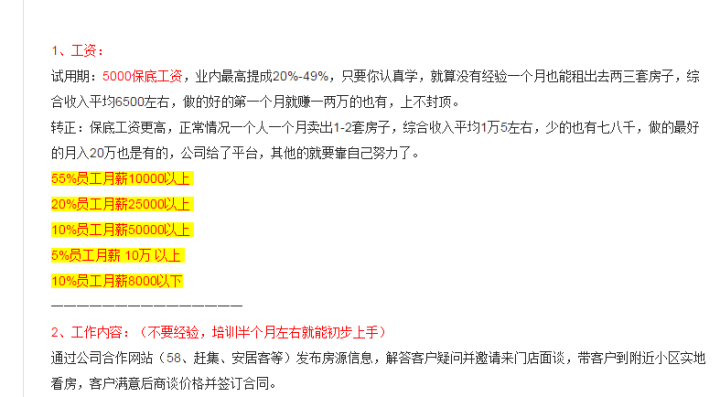 1、工资：
试用期：5000保底工资，业内最高提成20%-49%，只要你认真学，就算没有经验一个月也能租出去两三套房子，综
合收入平均6500左右，做的好的第一个月就赚一两万的也有，上不封顶。
转正：保底工资更高，正常情况一个人一个月卖出1-2套房子，综合收入平均1万5左右，少的也有七八千，做的最好
的月入20万也是有的，公司给了平台，其他的就要靠自己努力了。
55%员工月薪10000以上
20%员工月薪25000以上
10%员工月薪50000以上
5%员工月薪 10万 以上
10%员工月薪8000以下
————————————————
2、工作内容：（不要经验，培训半个月左右就能初步上手）
通过公司合作网站（58、赶集、安居客等）发布房源信息，解答客户疑问并邀请来门店面谈，带客户到附近小区实地
看房，客户满意后商谈价格并签订合同。